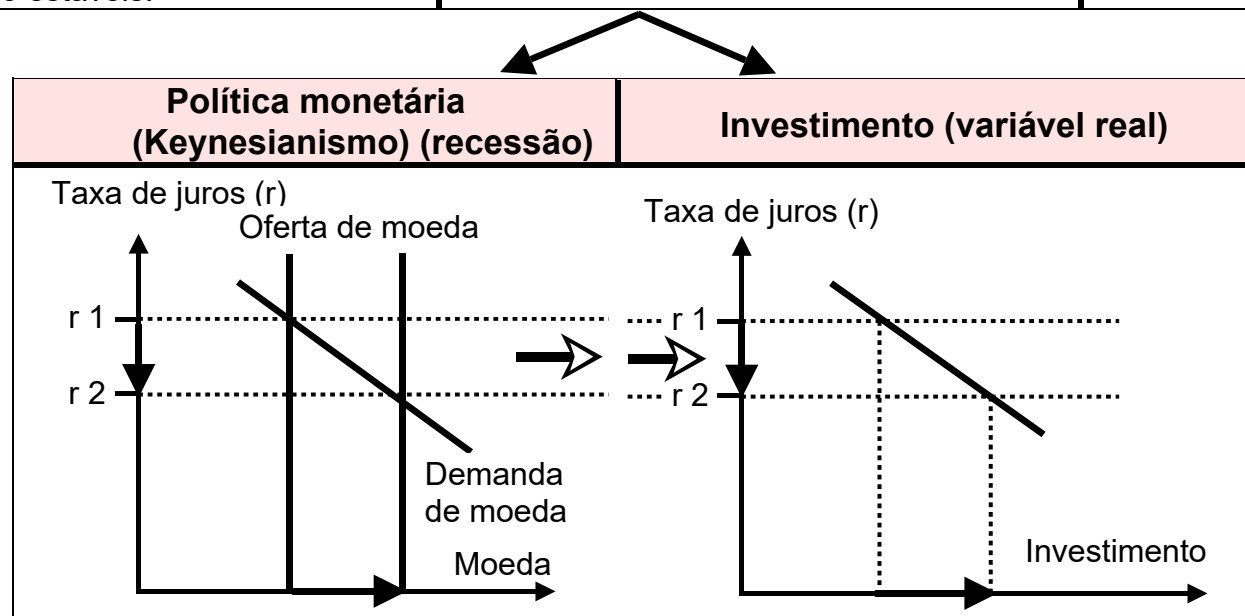 Política monetária
(Keynesianismo) (recessão)
Investimento (variável real)
Taxa de juros (r)
Oferta de moeda
r 1
r 2
Demanda
de moeda
Moeda
Taxa de juros (r)
r 1
r 2
Investimento